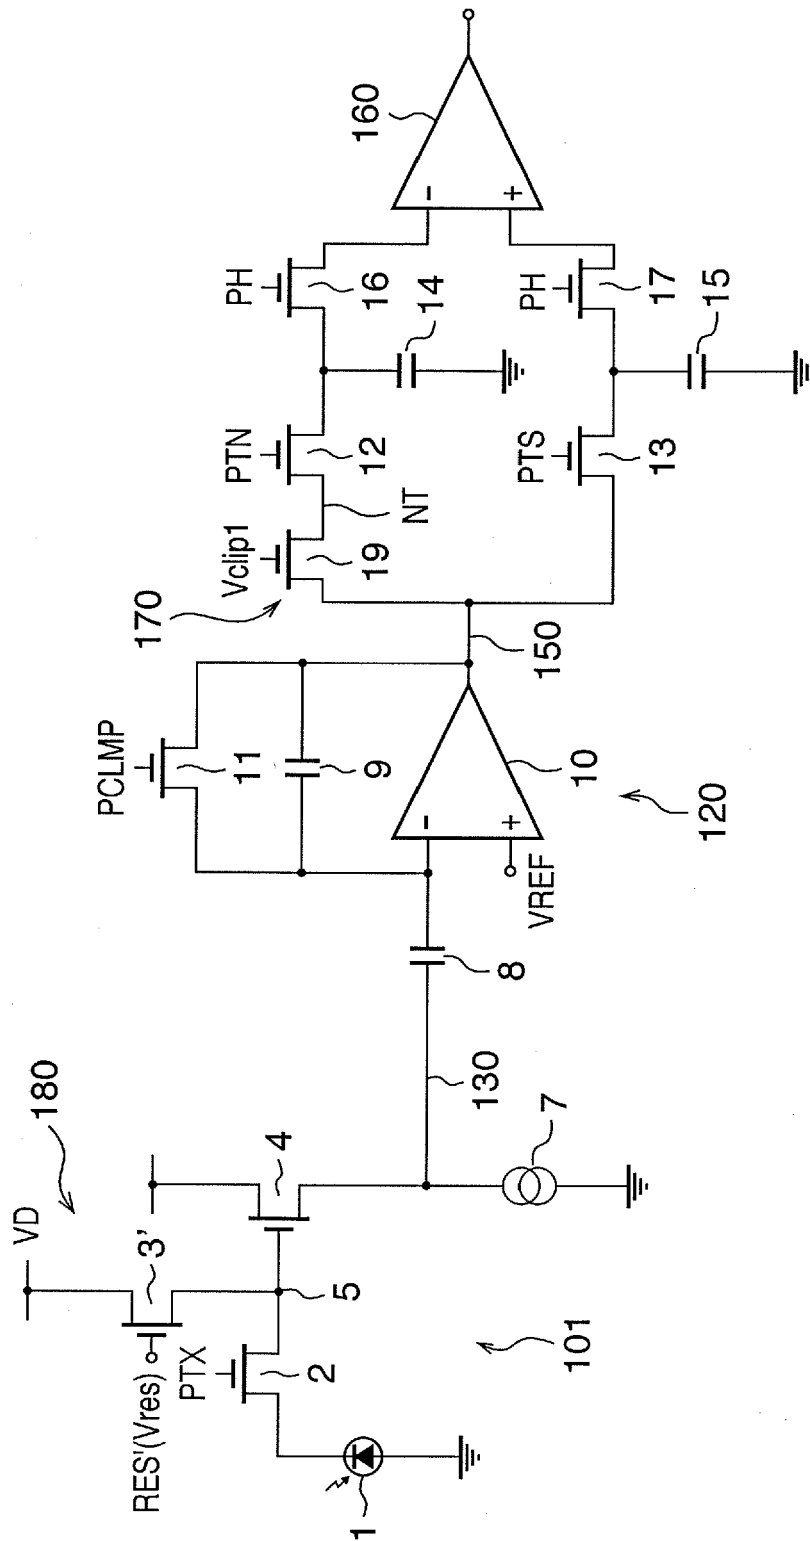 160
-
+
PH
16
14
PH
17
15
PTN
12
NT
PTS
13
Vclip1
19
170
150
PCLMP
11
9
10
-
+
VREF
120
8
130
180
VD
3'
4
7
5
RES'(Vres)
PTX
2
101
1